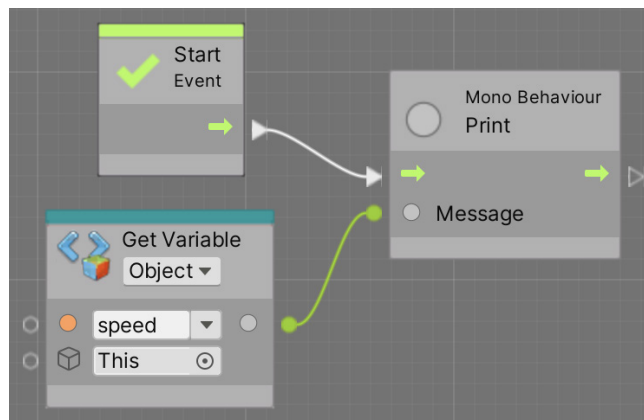 Start
Event
Mono Behaviour
Print
Message
Get Variable
Object
speed
This